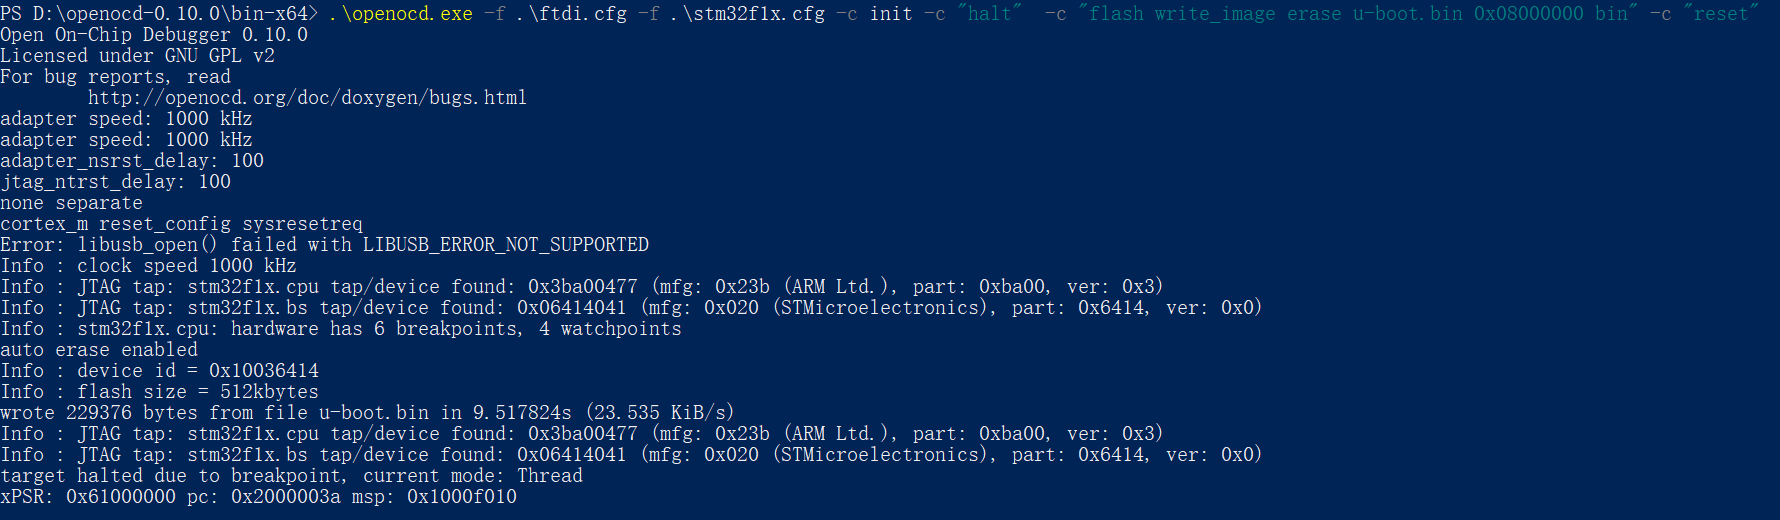 PS D:\openocd-0.10.0\bin-x64> .\openocd.exe -f .\ftdi.cfg -f .\stm32f1x.cfg -c init -c "halt"  -c "flash write_image erase u-boot.bin 0x08000000 bin" -c "reset"
Open On-Chip Debugger 0.10.0
Licensed under GNU GPL v2
For bug reports, read
        http://openocd.org/doc/doxygen/bugs.html
adapter speed: 1000 kHz
adapter speed: 1000 kHz
adapter_nsrst_delay: 100
jtag_ntrst_delay: 100
none separate
cortex_m reset_config sysresetreq
Error: libusb_open() failed with LIBUSB_ERROR_NOT_SUPPORTED
Info : clock speed 1000 kHz
Info : JTAG tap: stm32f1x.cpu tap/device found: 0x3ba00477 (mfg: 0x23b (ARM Ltd.), part: 0xba00, ver: 0x3)
Info : JTAG tap: stm32f1x.bs tap/device found: 0x06414041 (mfg: 0x020 (STMicroelectronics), part: 0x6414, ver: 0x0)
Info : stm32f1x.cpu: hardware has 6 breakpoints, 4 watchpoints
auto erase enabled
Info : device id = 0x10036414
Info : flash size = 512kbytes
wrote 229376 bytes from file u-boot.bin in 9.517824s (23.535 KiB/s)
Info : JTAG tap: stm32f1x.cpu tap/device found: 0x3ba00477 (mfg: 0x23b (ARM Ltd.), part: 0xba00, ver: 0x3)
Info : JTAG tap: stm32f1x.bs tap/device found: 0x06414041 (mfg: 0x020 (STMicroelectronics), part: 0x6414, ver: 0x0)
target halted due to breakpoint, current mode: Thread
xPSR: 0x61000000 pc: 0x2000003a msp: 0x1000f010